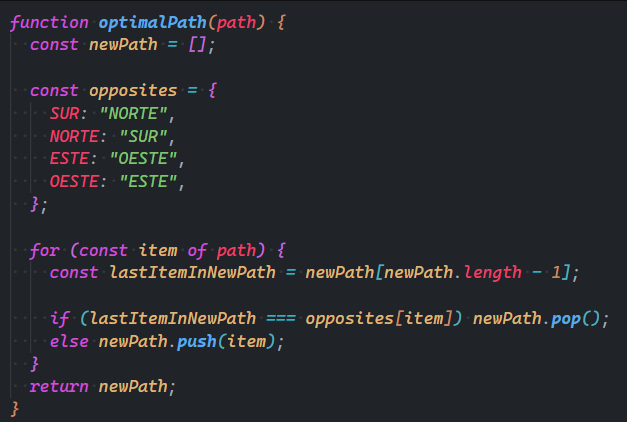 function optimalPath(path) {
  const newPath = [];

  const opposites = {
    SUR: "NORTE",
    NORTE: "SUR",
    ESTE: "OESTE",
    OESTE: "ESTE",
  };

  for (const item of path) {
    const lastItemInNewPath = newPath[newPath.length - 1];

    if (lastItemInNewPath === opposites[item]) newPath.pop();
    else newPath.push(item);
  }
  return newPath;
}